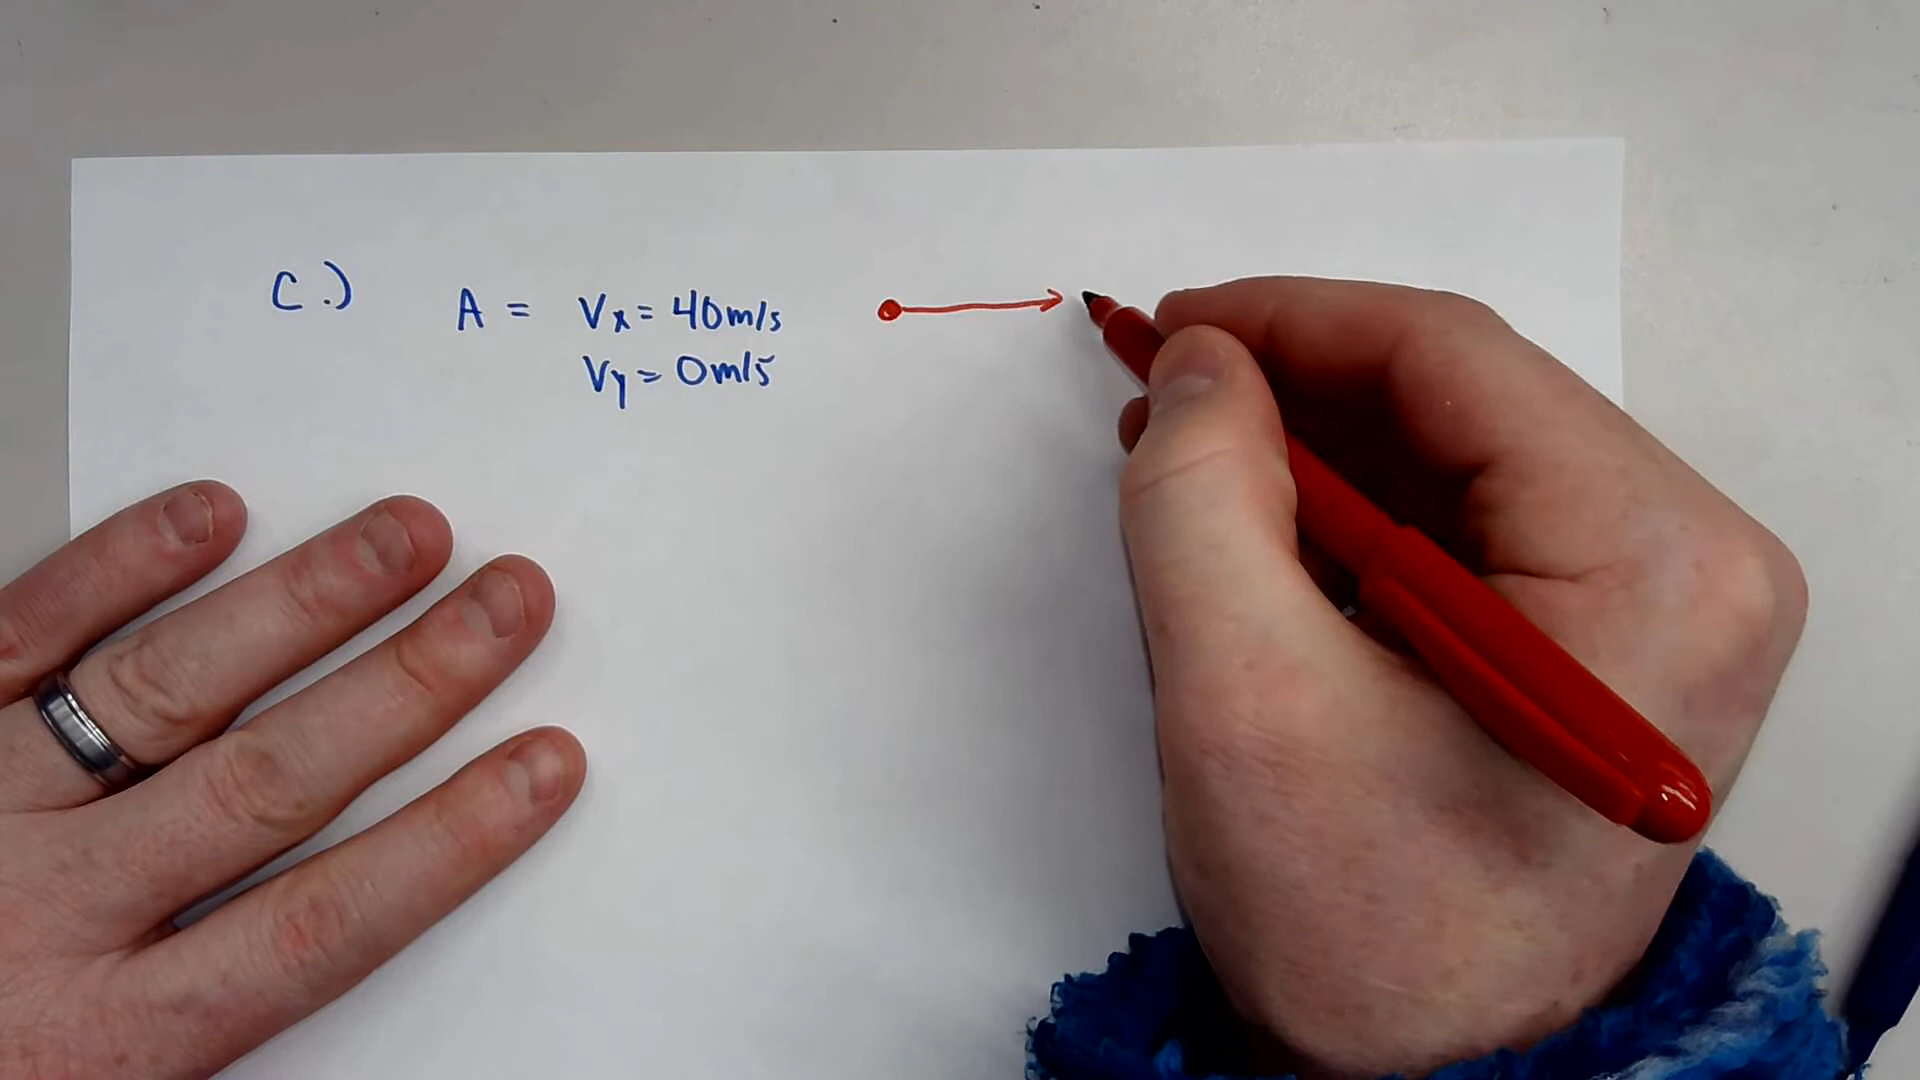 C.) A = Vx = 40m/s
Vy = 0m/s